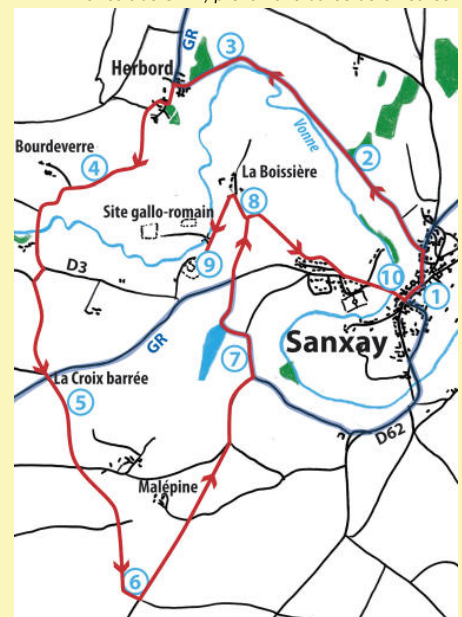 GR
3
Herbord
Vonne
Bourdeverre
4
2
La Boissière
8
Site gallo-romain
9
10
D3
1
Sanxay
GR
7
La Croix barrée
5
D62
Malépine
6